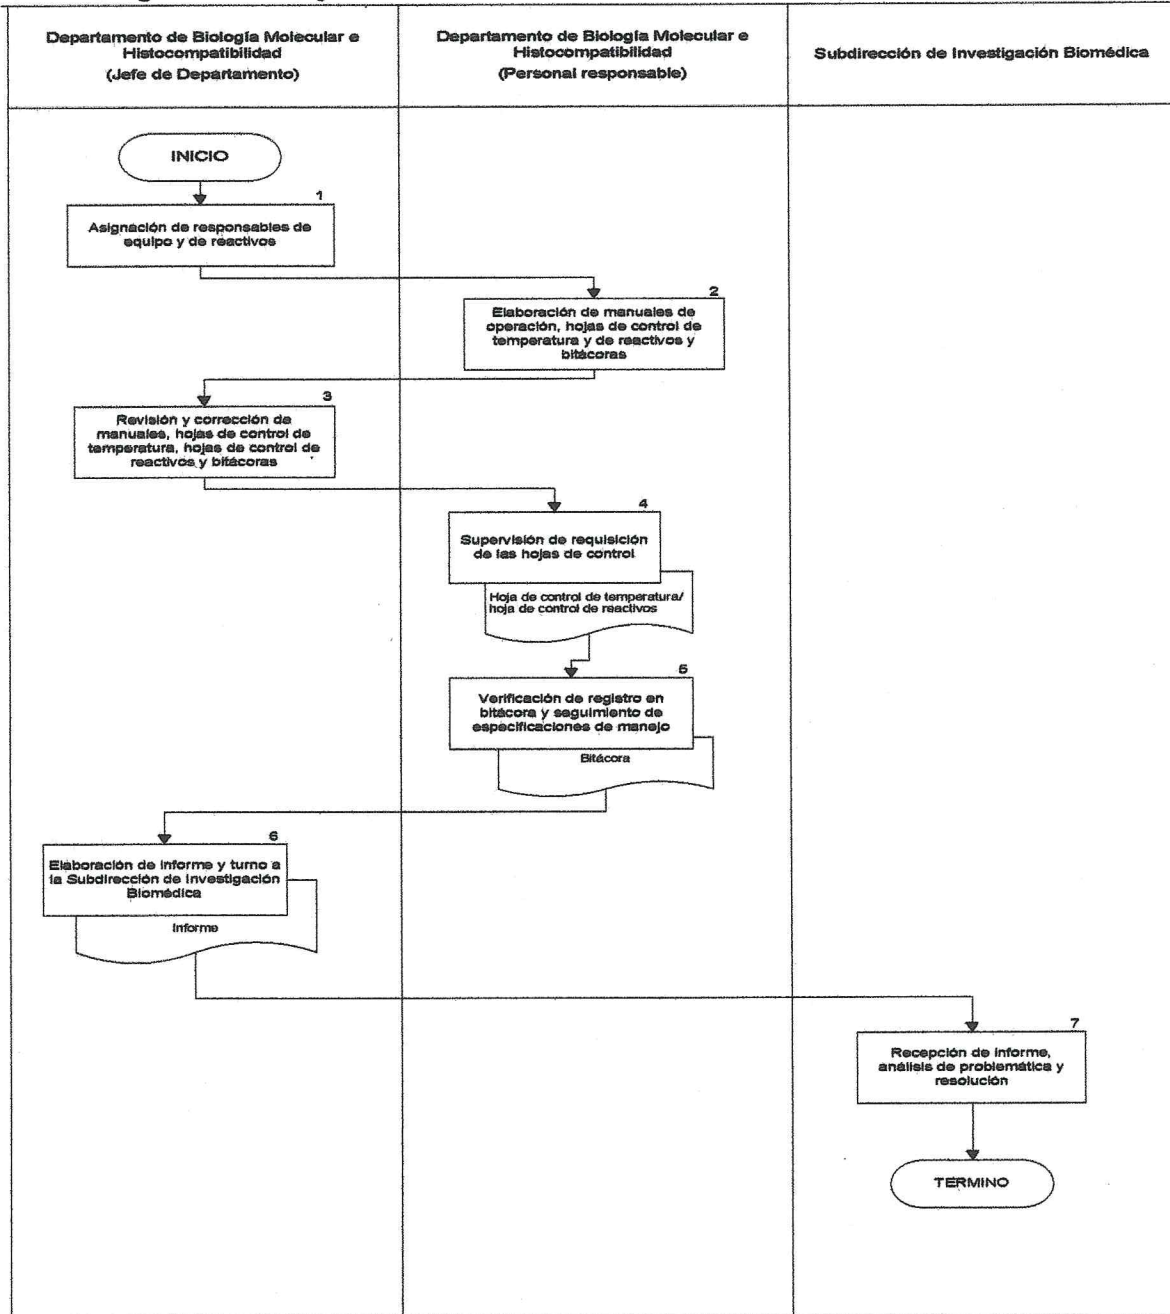 Departamento de Biología Molecular e
Histocompatibilidad
(Jefe de Departamento)
Departamento de Biología Molecular e
Histocompatibilidad
(Personal responsable)
Subdirección de Investigación Biomédica
INICIO
1
Asignación de responsables de
equipo y de reactivos
2
Elaboración de manuales de
operación, hojas de control de
temperatura y de reactivos y
bitácoras
3
Revisión y corrección de
manuales, hojas de control de
temperatura, hojas de control de
reactivos y bitácoras
4
Supervisión de requisición
de las hojas de control
Hoja de control de temperatura/
hoja de control de reactivos
5
Verificación de registro en
bitácora y seguimiento de
especificaciones de manejo
Bitácora
6
Elaboración de informe y turno a
la Subdirección de Investigación
Biomédica
Informe
7
Recepción de informe,
análisis de problemática y
resolución
TERMINO